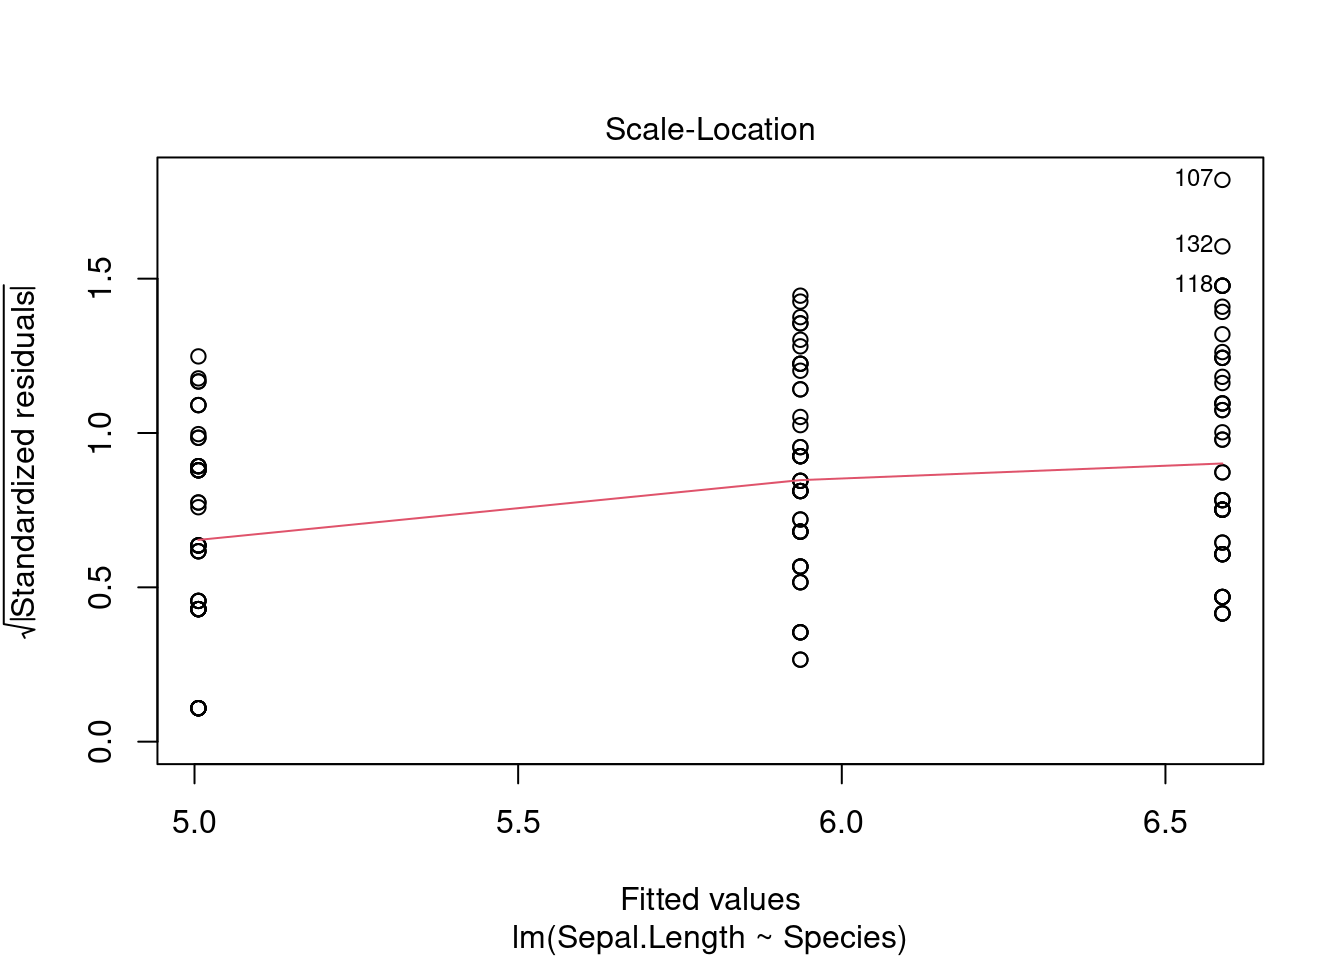 Scale-Location
107
132
118
1.5
1.0
0.5
0.0
√|Standardized residuals|
5.0 5.5 6.0 6.5
Fitted values
lm(Sepal.Length ~ Species)